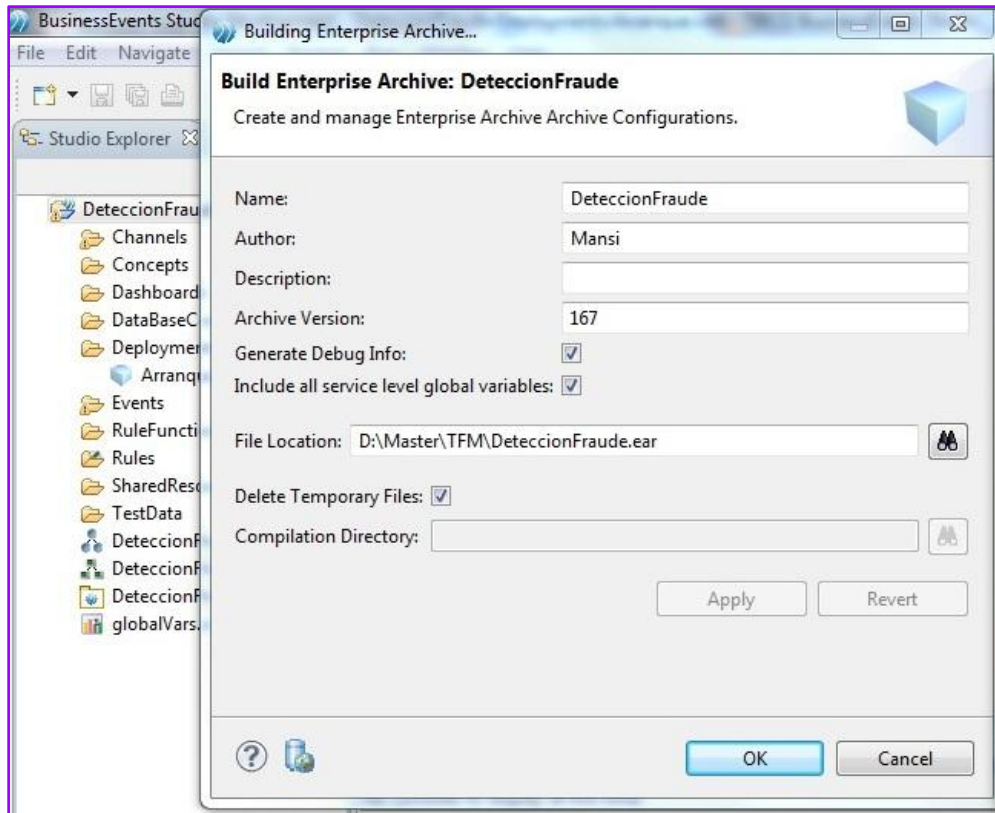 BusinessEvents Stud
Building Enterprise Archive...
File Edit Navigate
Build Enterprise Archive: DeteccionFraude
Create and manage Enterprise Archive Archive Configurations.
Studio Explorer
Name: DeteccionFraude
DeteccionFrau
Author: Mansi
Channels
Concepts
Description:
Dashboard
Archive Version: 167
DataBaseC
Generate Debug Info:
Deploymen
Arranqu
Include all service level global variables:
Events
RuleFuncti
File Location: D:\Master\TFM\DeteccionFraude.ear
Rules
SharedReso
Delete Temporary Files:
TestData
Compilation Directory:
DeteccionF
DeteccionF
DeteccionF
Apply Revert
globalVars.
OK Cancel